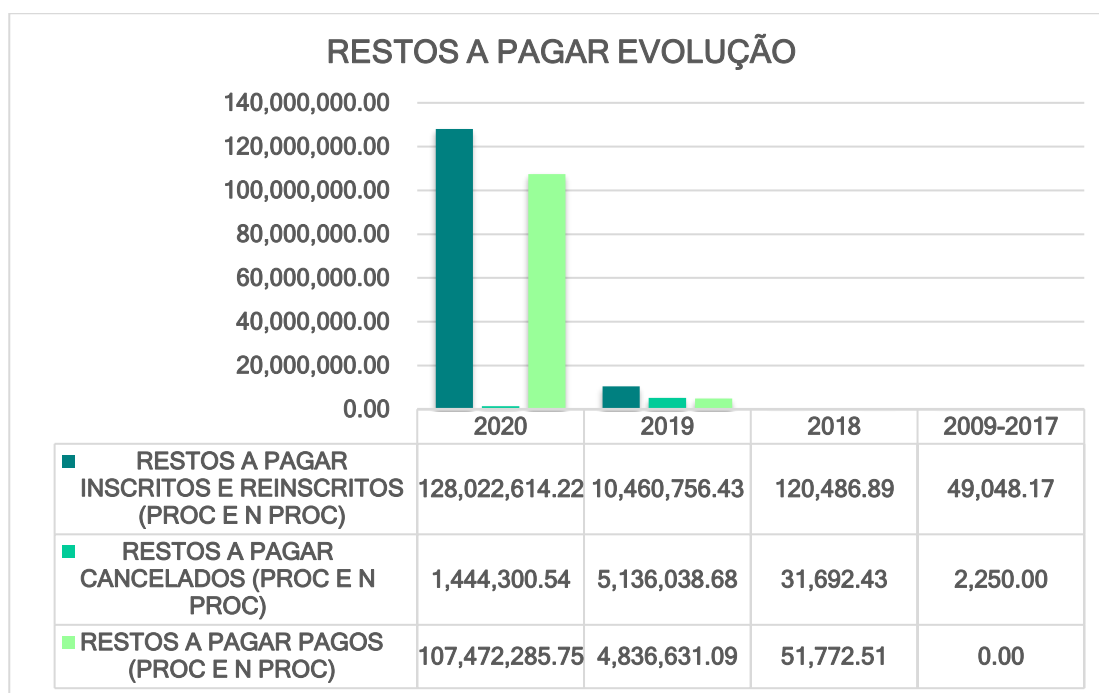 RESTOS A PAGAR EVOLUÇÃO
140,000,000.00
120,000,000.00
100,000,000.00
80,000,000.00
60,000,000.00
40,000,000.00
20,000,000.00
0.00
2020 2019 2018 2009-2017
RESTOS A PAGAR
INSCRITOS E REINSCRITOS
(PROC E N PROC)
128,022,614.22 10,460,756.43 120,486.89 49,048.17
RESTOS A PAGAR
CANCELADOS (PROC E N
PROC)
1,444,300.54 5,136,038.68 31,692.43 2,250.00
RESTOS A PAGAR PAGOS
(PROC E N PROC)
107,472,285.75 4,836,631.09 51,772.51 0.00